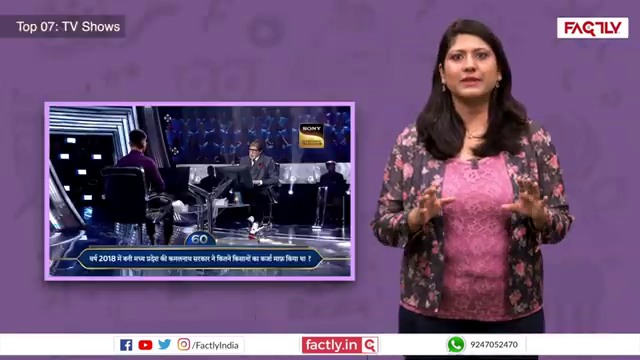 Top 07: TV Shows
FACTLY
SONY
60
वर्ष 2018 में बनी मध्य प्रदेश की कमलनाथ सरकार ने कितने किसानों का कर्जा माफ़ किया था ?
/FactlyIndia
factly.in
9247052470